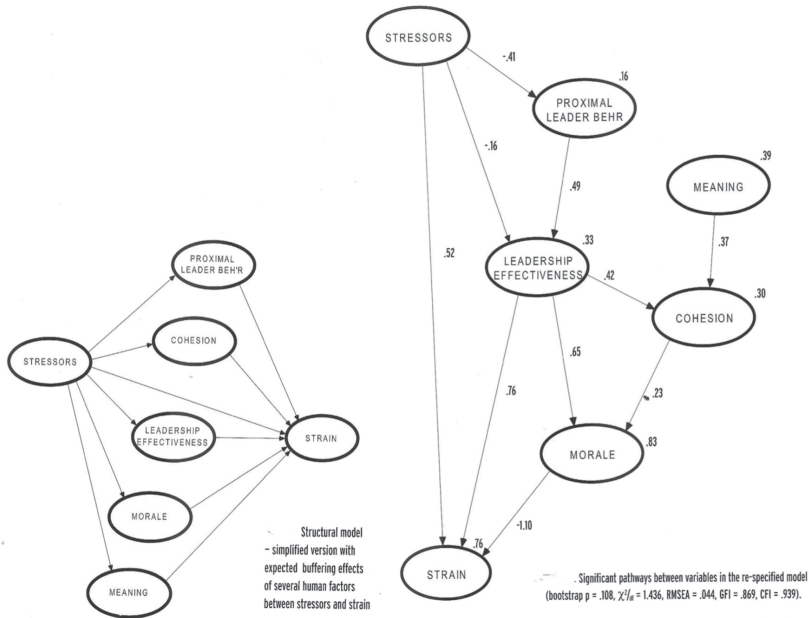 STRESSORS
-.41
.16
PROXIMAL
LEADER BEHR
-.16
.39
MEANING
.49
.52
.33
LEADERSHIP
EFFECTIVENESS
.42
.37
.30
COHESION
.65
.76
.23
.83
MORALE
-1.10
.76
STRAIN
. Significant pathways between variables in the re-specified model
(bootstrap p = .108, χ²/df = 1.436, RMSEA = .044, GFI = .869, CFI = .939).
PROXIMAL
LEADER BEH'R
COHESION
STRESSORS
LEADERSHIP
EFFECTIVENESS
STRAIN
MORALE
MEANING
Structural model
– simplified version with
expected buffering effects
of several human factors
between stressors and strain